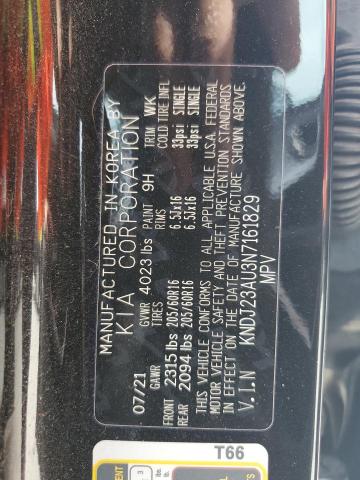 MANUFACTURED IN KOREA BY
KIA CORPORATION
07/21 GVWR 4023 lbs PAINT 9H TRIM WK
GAWR TIRES RIMS COLD TIRE INFL
FRONT 2315 lbs 205/60R16 6.5Jx16 33psi SINGLE
REAR 2094 lbs 205/60R16 6.5Jx16 33psi SINGLE
THIS VEHICLE CONFORMS TO ALL APPLICABLE U.S.A. FEDERAL
MOTOR VEHICLE SAFETY AND THEFT PREVENTION STANDARDS
IN EFFECT ON THE DATE OF MANUFACTURE SHOWN ABOVE.
V.I.N KNDJ23AU3N7161829
MPV
T66